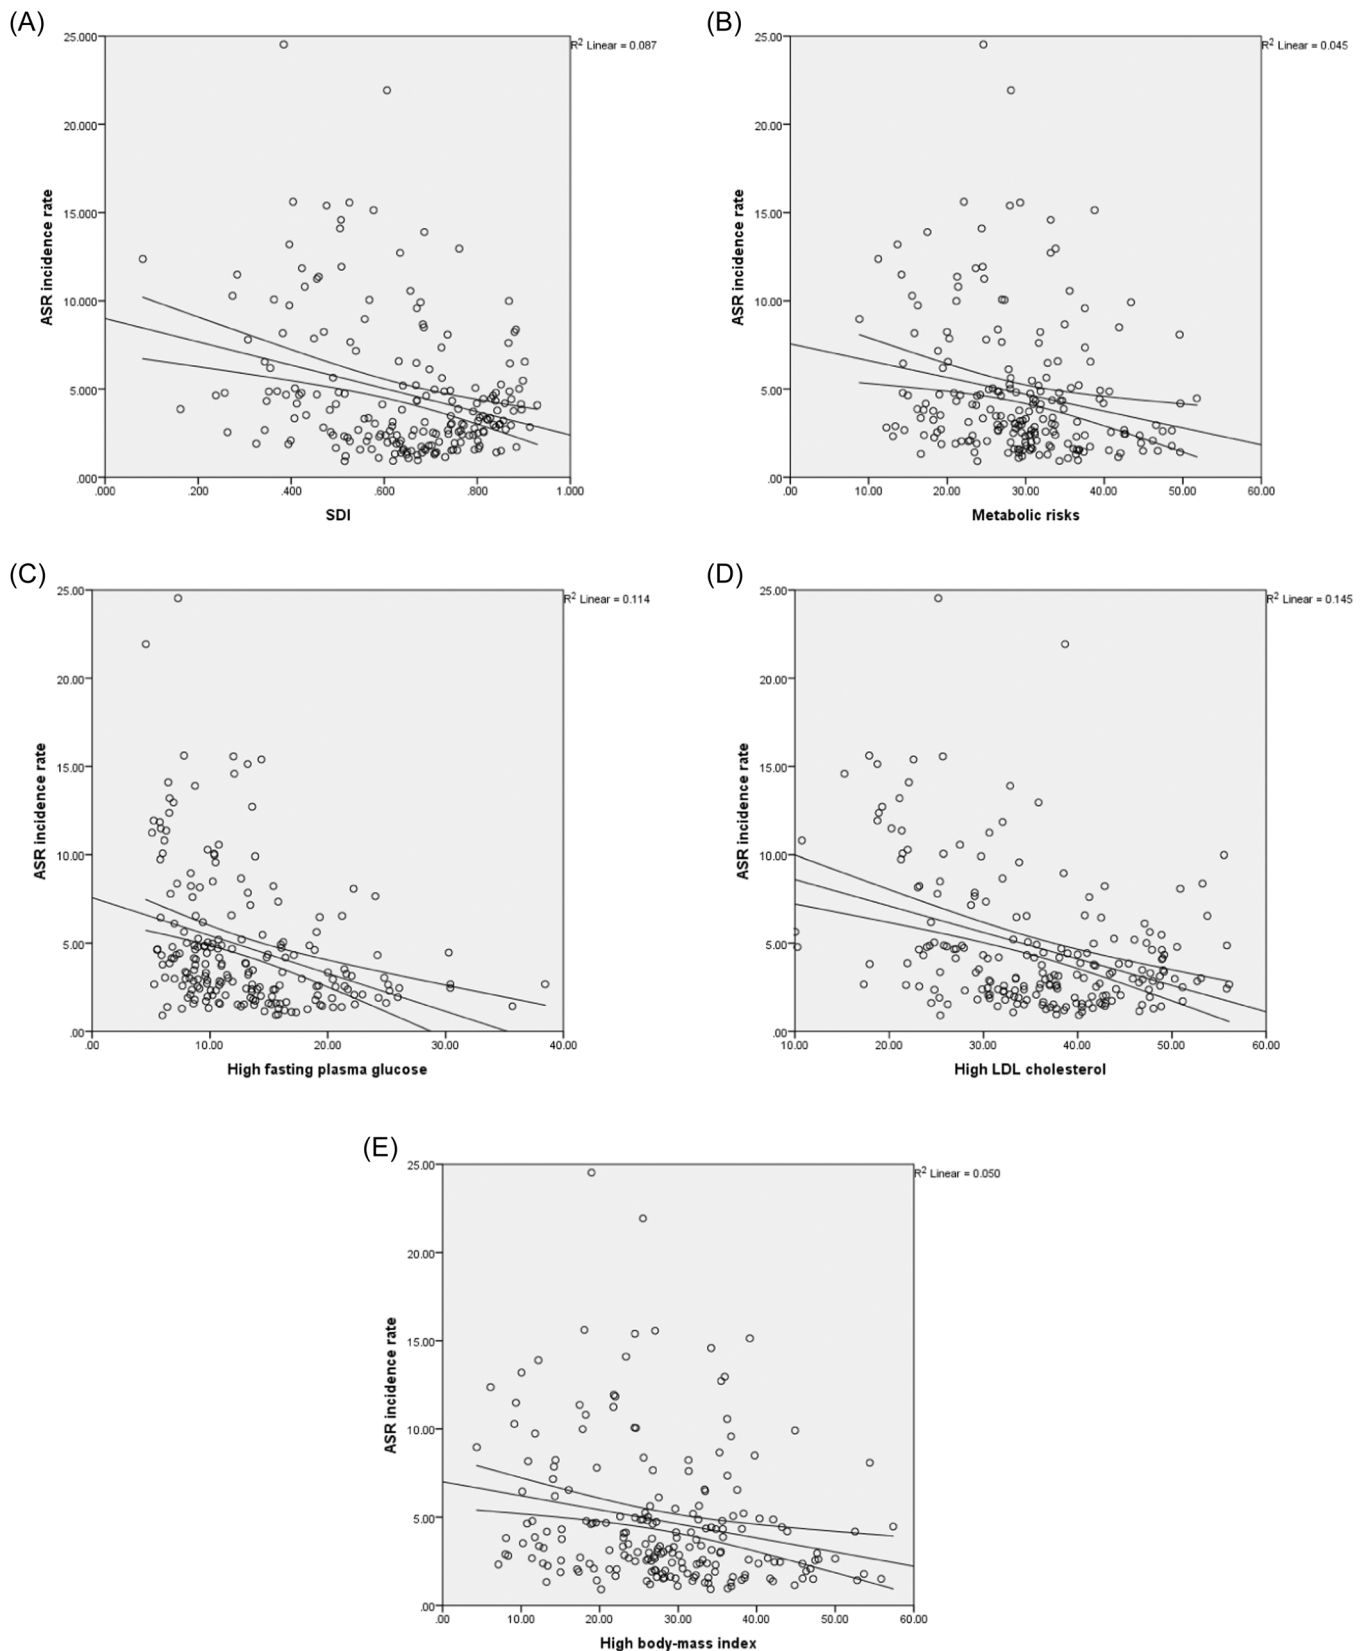 (A)
R² Linear = 0.087
25.000
20.000
15.000
10.000
5.000
.000
ASR incidence rate
.000 .200 .400 .600 .800 1.000
SDI
(B)
R² Linear = 0.045
25.00
20.00
15.00
10.00
5.00
.00
ASR incidence rate
.00 10.00 20.00 30.00 40.00 50.00 60.00
Metabolic risks
(C)
R² Linear = 0.114
25.00
20.00
15.00
10.00
5.00
.00
ASR incidence rate
.00 10.00 20.00 30.00 40.00
High fasting plasma glucose
(D)
R² Linear = 0.145
25.00
20.00
15.00
10.00
5.00
.00
ASR incidence rate
10.00 20.00 30.00 40.00 50.00 60.00
High LDL cholesterol
(E)
R² Linear = 0.050
25.00
20.00
15.00
10.00
5.00
.00
ASR incidence rate
.00 10.00 20.00 30.00 40.00 50.00 60.00
High body-mass index